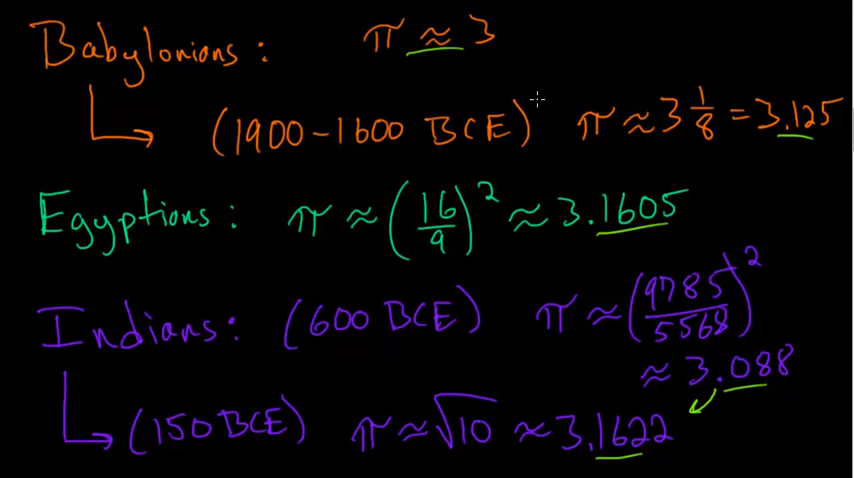 Babylonians: π ≈ 3
(1900-1600 BCE) π ≈ 3 1/8 = 3.125
Egyptions: π ≈ (16/9)² ≈ 3.1605
Indians: (600 BCE) π ≈ (9785/5568)²
≈ 3.088
(150 BCE) π ≈ √10 ≈ 3.1622